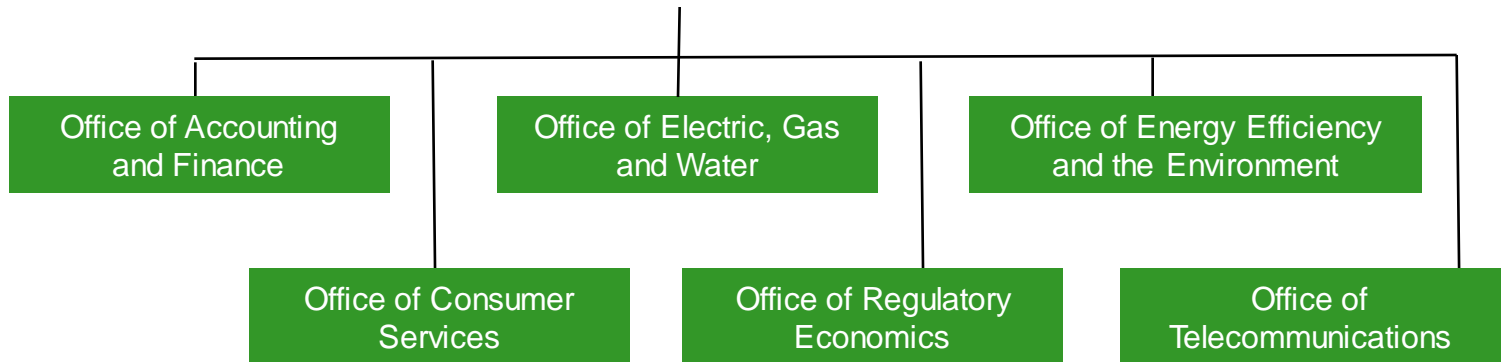 Office of Accounting
and Finance
Office of Electric, Gas
and Water
Office of Energy Efficiency
and the Environment
Office of Consumer
Services
Office of Regulatory
Economics
Office of
Telecommunications